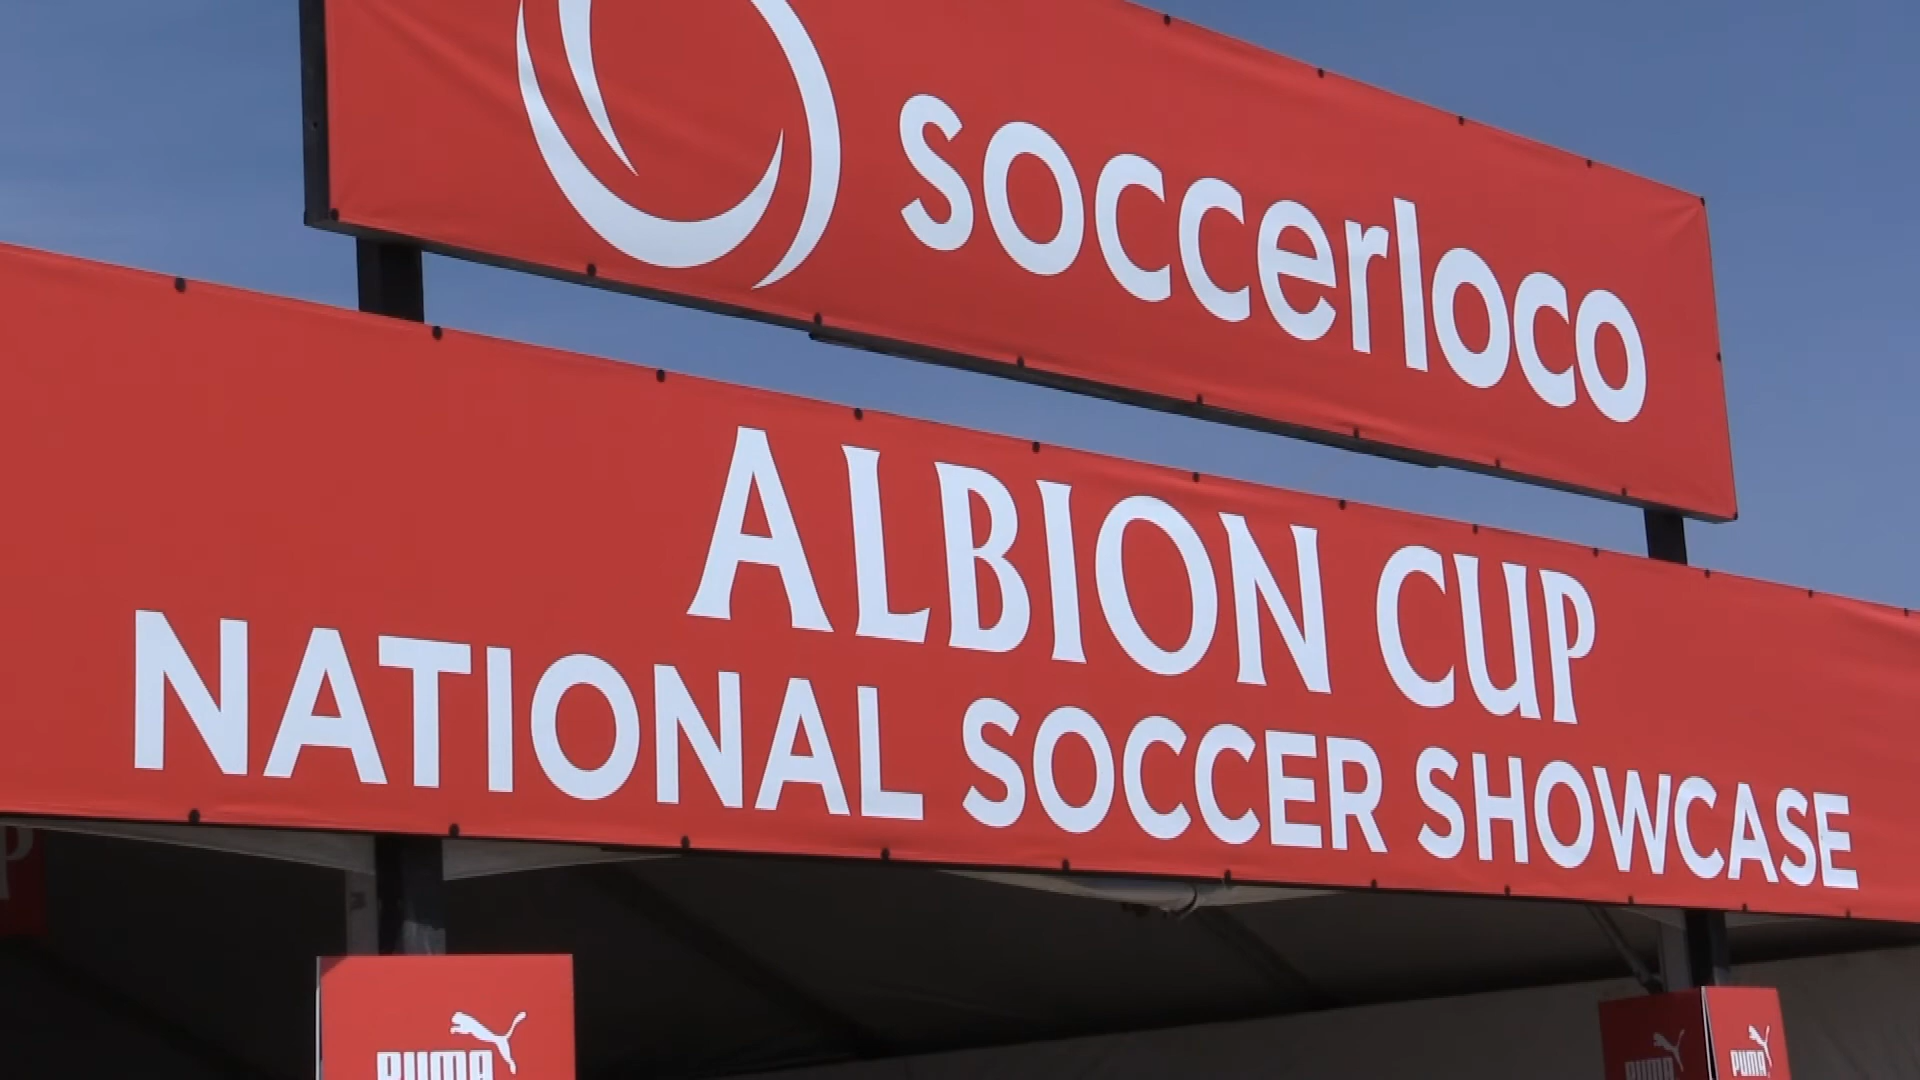 soccerloco
ALBION CUP
NATIONAL SOCCER SHOWCASE
PUMA
PUMA
PUMA